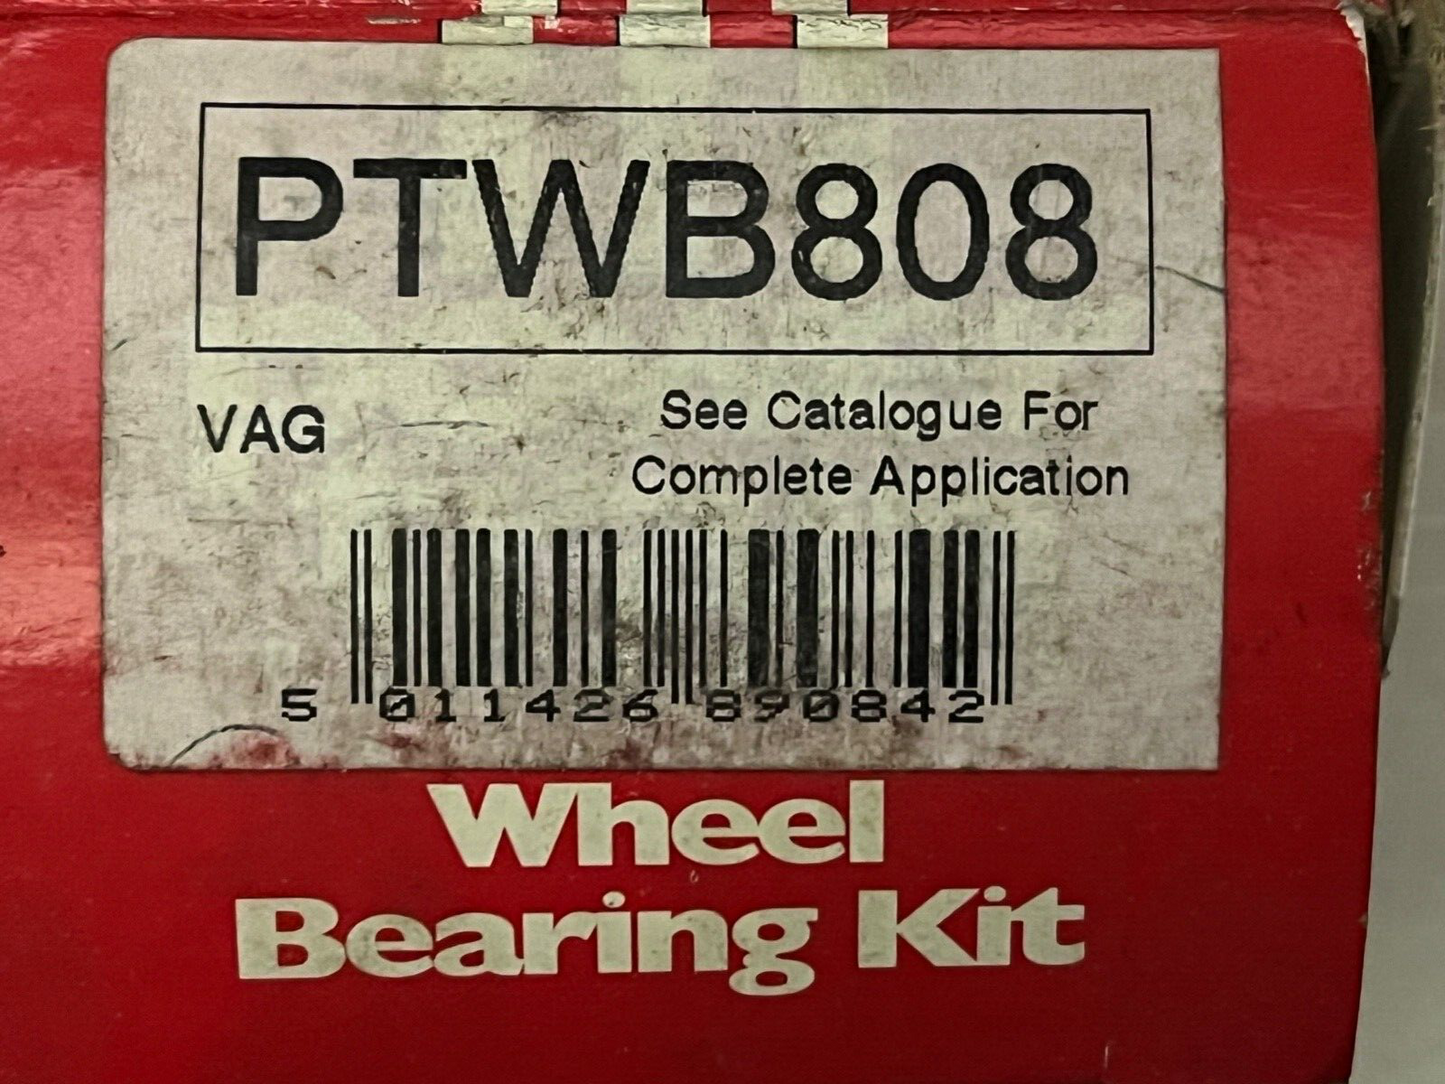 PTWB808
VAG
See Catalogue For
Complete Application
5 011426 890842
Wheel
Bearing Kit